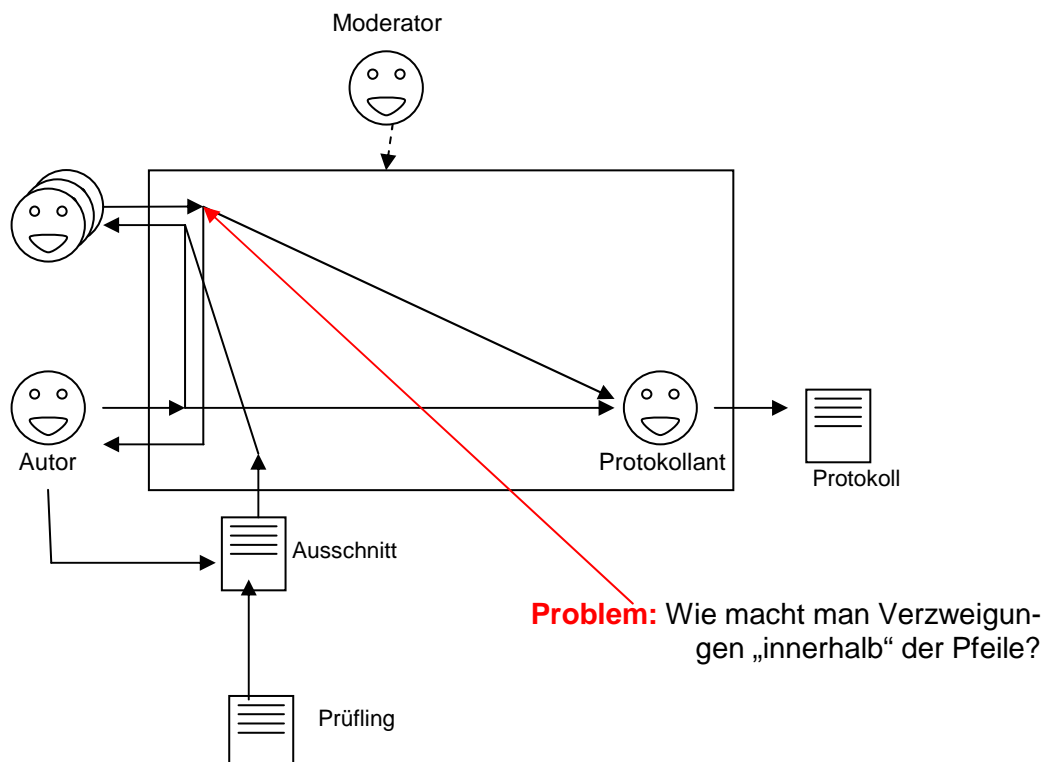 Moderator
Autor
Protokollant
Protokoll
Ausschnitt
Problem: Wie macht man Verzweigun-
gen „innerhalb“ der Pfeile?
Prüfling